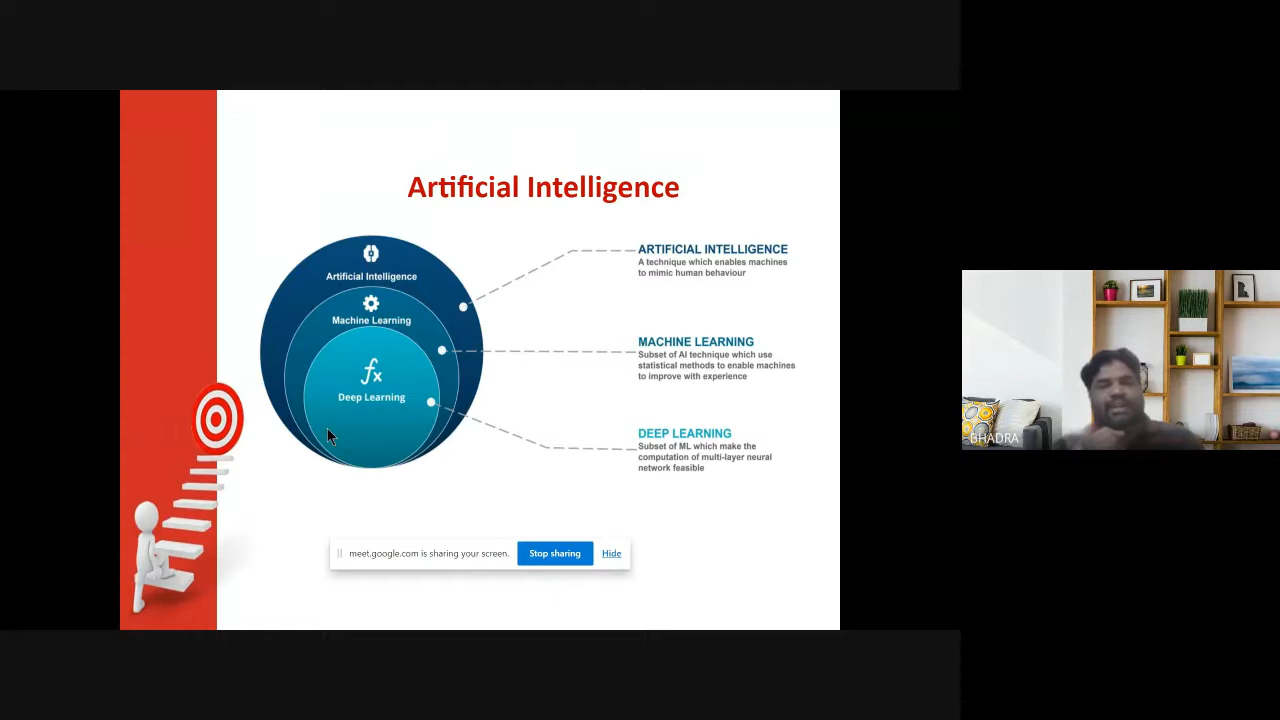 Artificial Intelligence
Artificial Intelligence
Machine Learning
fx
Deep Learning
ARTIFICIAL INTELLIGENCE
A technique which enables machines
to mimic human behaviour
MACHINE LEARNING
Subset of AI technique which use
statistical methods to enable machines
to improve with experience
DEEP LEARNING
Subset of ML which make the
computation of multi-layer neural
network feasible
meet.google.com is sharing your screen. Stop sharing Hide
BHADRA